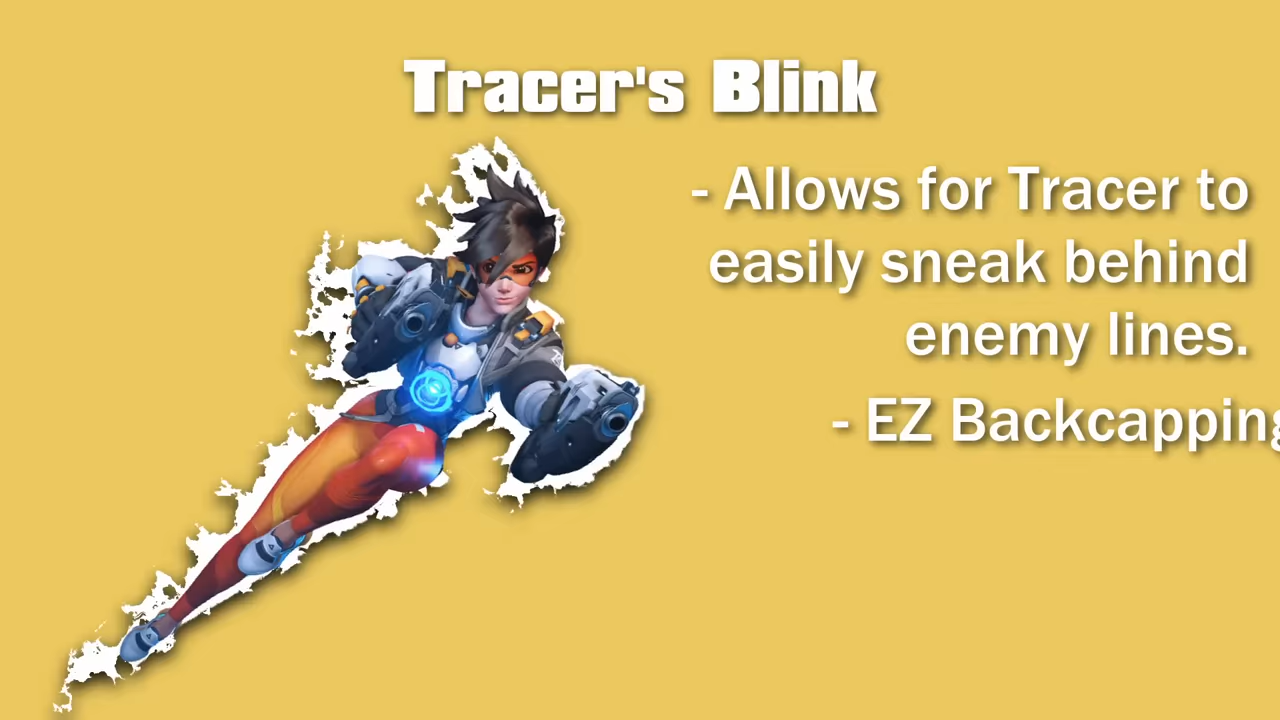 Tracer's Blink
- Allows for Tracer to
easily sneak behind
enemy lines.
- EZ Backcapping